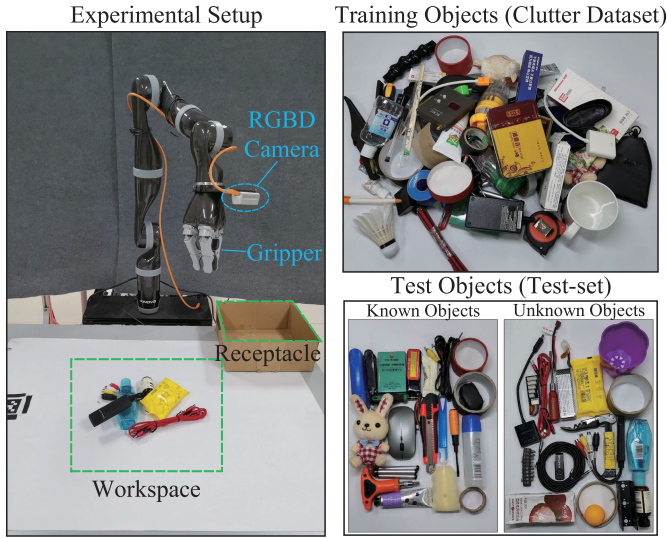 Experimental Setup
RGBD
Camera
Gripper
Receptacle
Workspace
Training Objects (Clutter Dataset)
Test Objects (Test-set)
Known Objects
Unknown Objects